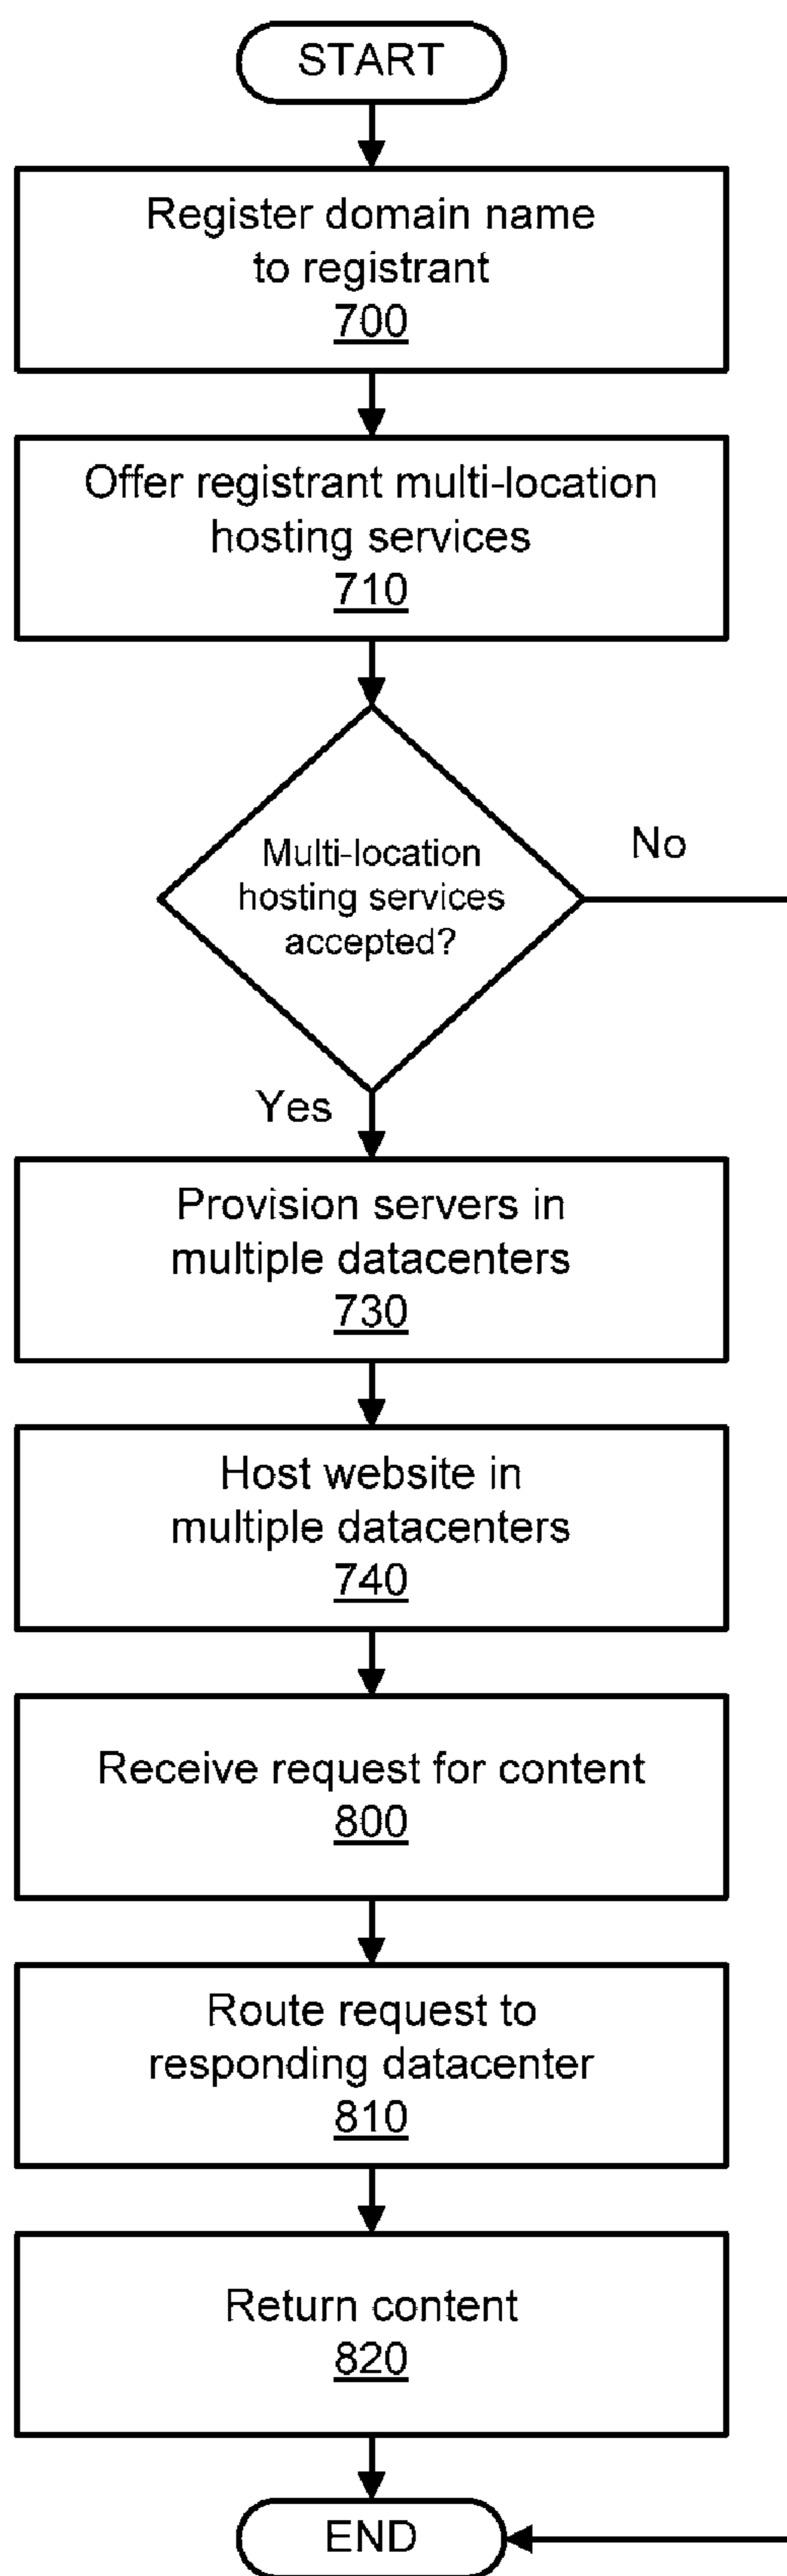 START
Register domain name
to registrant
700
Offer registrant multi-location
hosting services
710
Multi-location
hosting services
accepted?
No
Yes
Provision servers in
multiple datacenters
730
Host website in
multiple datacenters
740
Receive request for content
800
Route request to
responding datacenter
810
Return content
820
END